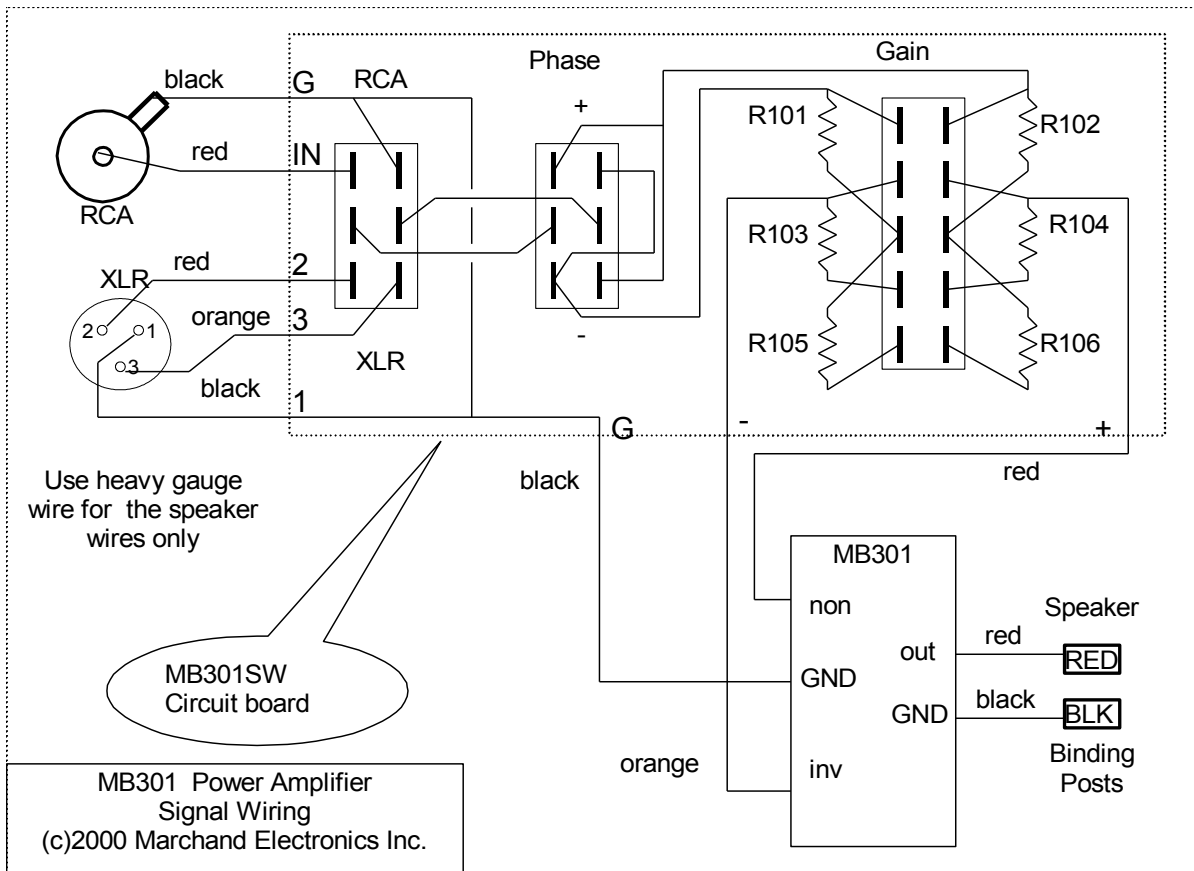 black
G
RCA
Phase
Gain
+
R101
R102
red
IN
RCA
R103
R104
red
2
XLR
orange
3
2
1
3
-
R105
R106
XLR
black
1
G
-
+
black
red
Use heavy gauge
wire for the speaker
wires only
MB301
non
Speaker
red
out
RED
MB301SW
Circuit board
GND
black
GND
BLK
orange
inv
Binding
Posts
MB301 Power Amplifier
Signal Wiring
(c)2000 Marchand Electronics Inc.